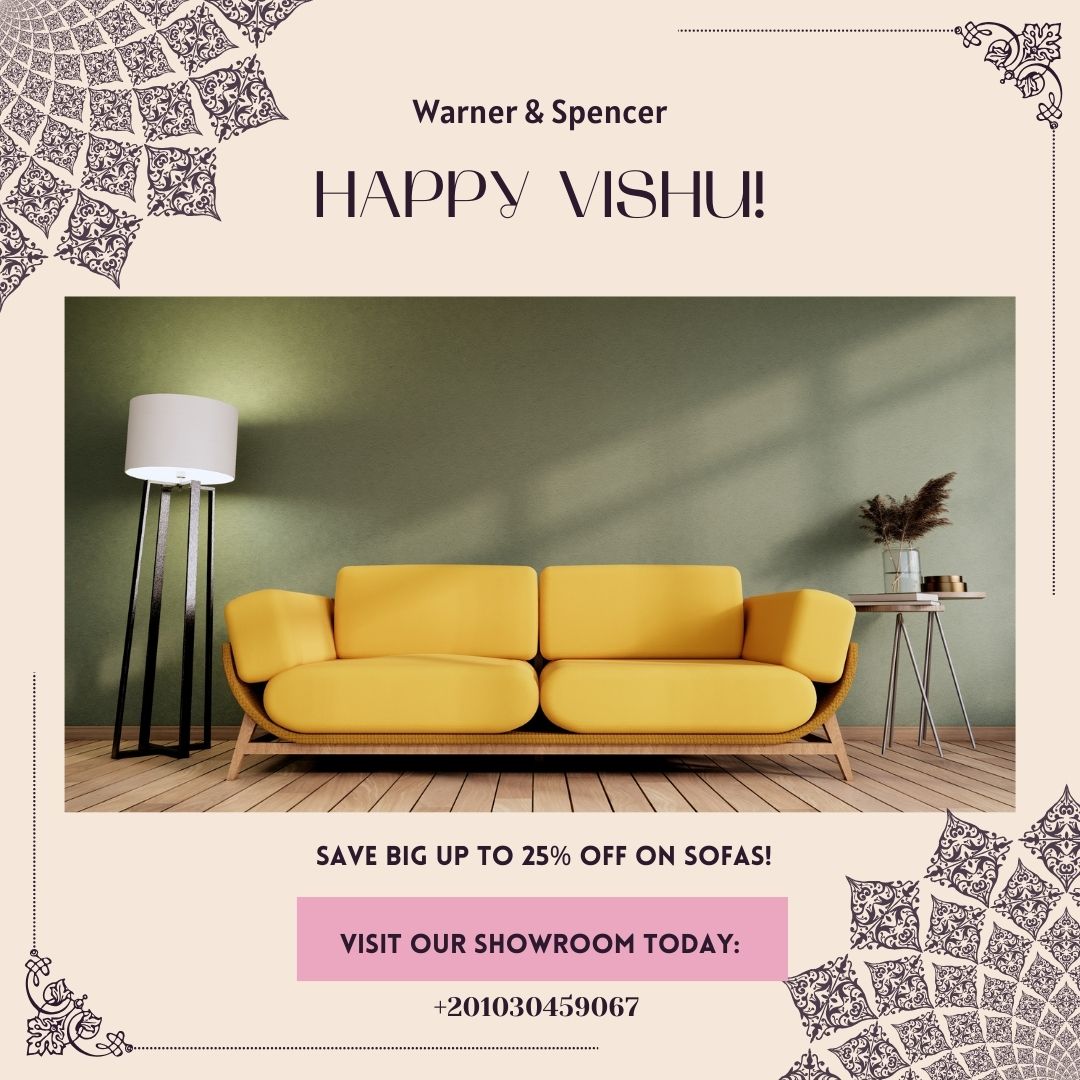 Warner & Spencer
HAPPY VISHU!
SAVE BIG UP TO 25% OFF ON SOFAS!
VISIT OUR SHOWROOM TODAY:
+201030459067